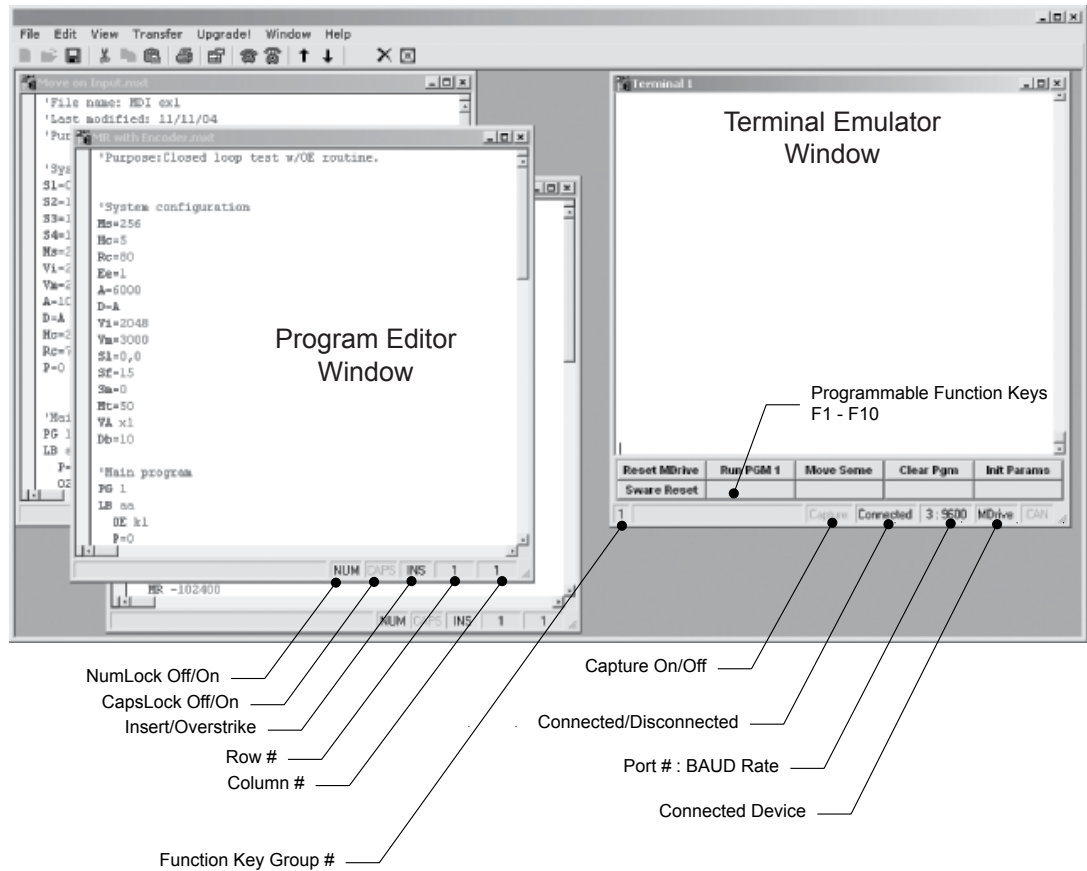 File Edit View Transfer Upgrade! Window Help
Move on Input.mxt
'File name: MDI ex1
'Last modified: 11/11/04
'Pur
'Sys
S1=0
S2=1
S3=1
S4=1
Ms=2
Vi=2
Vm=2
A=10
D=A
Hc=2
Rc=7
P=0
'Mai
PG 1
LB
P=
O2
MR with Encoder.mxt
'Purpose:Closed loop test w/OE routine.
'System configuration
Ms=256
Hc=5
Rc=80
Ee=1
A=6000
D=A
Vi=2048
Vm=3000
Sl=0,0
Sf=15
Sm=0
Mt=50
VA x1
Db=10
'Main program
PG 1
LB aa
OE k1
P=0
Program Editor
Window
NUM CAPS INS 1 1
MR -102400
NUM CAPS INS 1 1
Terminal 1
Terminal Emulator
Window
Programmable Function Keys
F1 - F10
Reset MDrive Run PGM 1 Move Some Clear Pgm Init Params
Sware Reset
1 Capture Connected 3 : 9600 MDrive CAN
NumLock Off/On
CapsLock Off/On
Insert/Overstrike
Row #
Column #
Function Key Group #
Capture On/Off
Connected/Disconnected
Port # : BAUD Rate
Connected Device